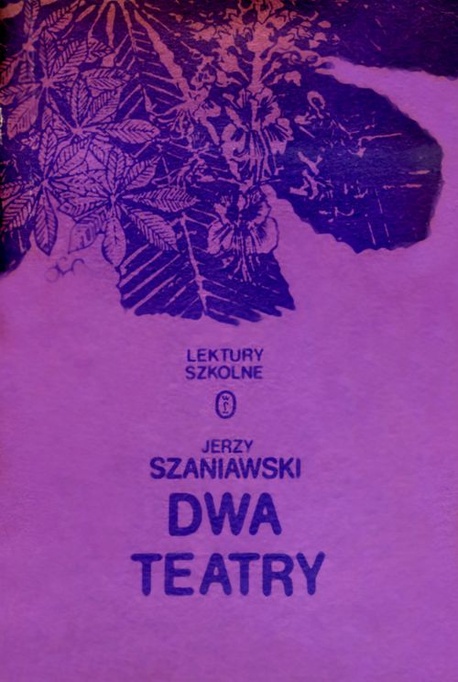 LEKTURY
SZKOLNE
JERZY
SZANIAWSKI
DWA
TEATRY